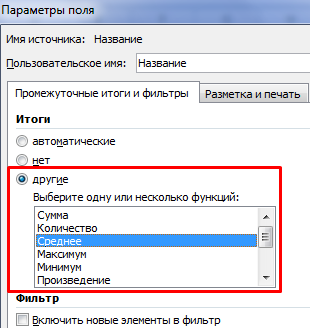 Параметры поля
Имя источника: Название
Пользовательское имя: Название
Промежуточные итоги и фильтры Разметка и печать
Итоги
автоматические
нет
другие
Выберите одну или несколько функций:
Сумма
Количество
Среднее
Максимум
Минимум
Произведение
Фильтр
Включить новые элементы в фильтр